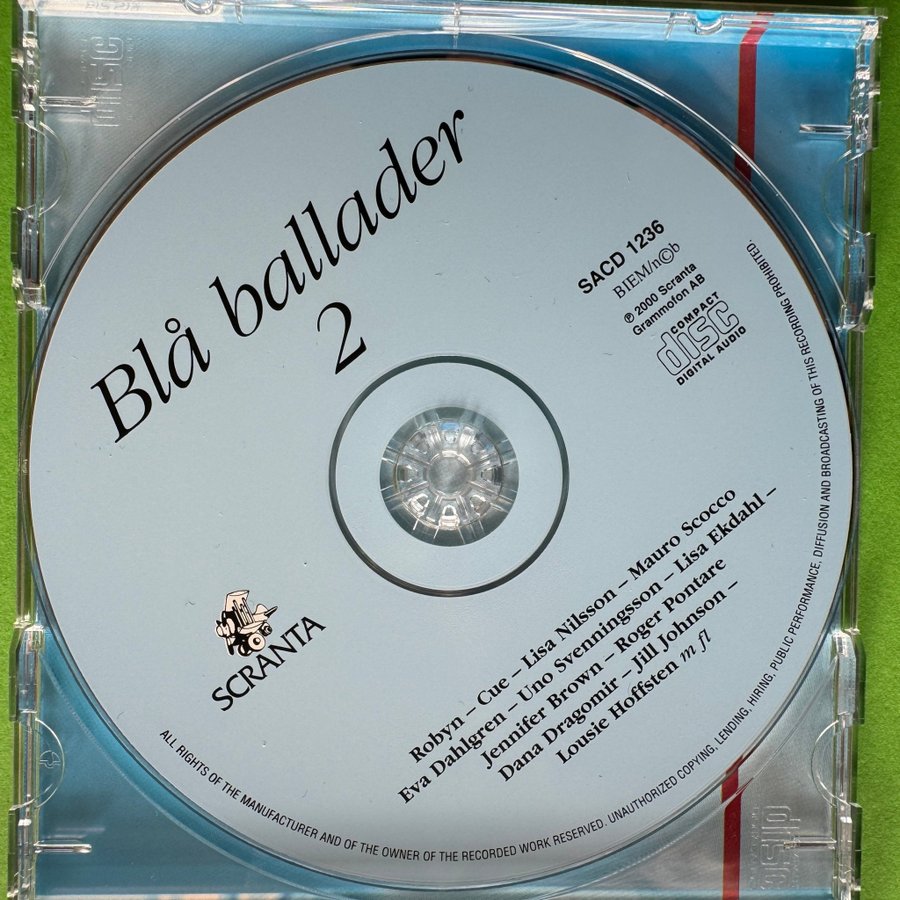 Blå ballader
2
SACD 1236
BIEM/n©b
℗ 2000 Scranta
Grammofon AB
COMPACT
disc
DIGITAL AUDIO
SCRANTA
Robyn – Cue – Lisa Nilsson – Mauro Scocco
Eva Dahlgren – Uno Svenningsson – Lisa Ekdahl –
Jennifer Brown – Roger Pontare
Dana Dragomir – Jill Johnson –
Lousie Hoffsten m fl
ALL RIGHTS OF THE MANUFACTURER AND OF THE OWNER OF THE RECORDED WORK RESERVED. UNAUTHORIZED COPYING, LENDING, HIRING, PUBLIC PERFORMANCE, DIFFUSION AND BROADCASTING OF THIS RECORDING PROHIBITED.
disc
disc